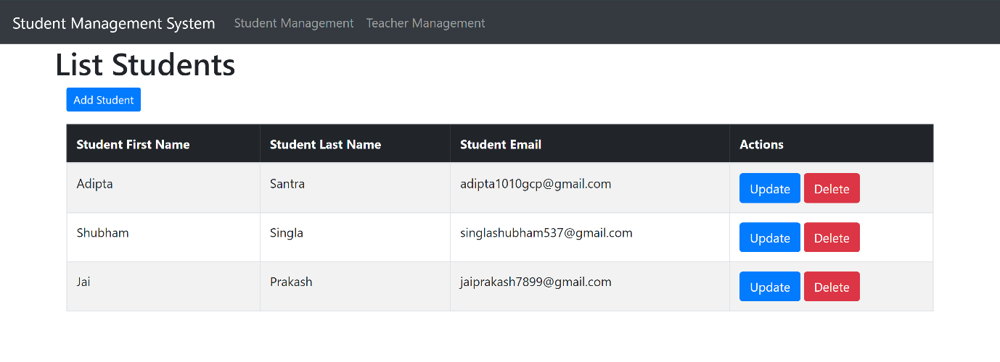 Student Management System Student Management Teacher Management
List Students
Add Student
Student First Name Student Last Name Student Email Actions
Adipta Santra adipta1010gcp@gmail.com Update Delete
Shubham Singla singlashubham537@gmail.com Update Delete
Jai Prakash jaiprakash7899@gmail.com Update Delete